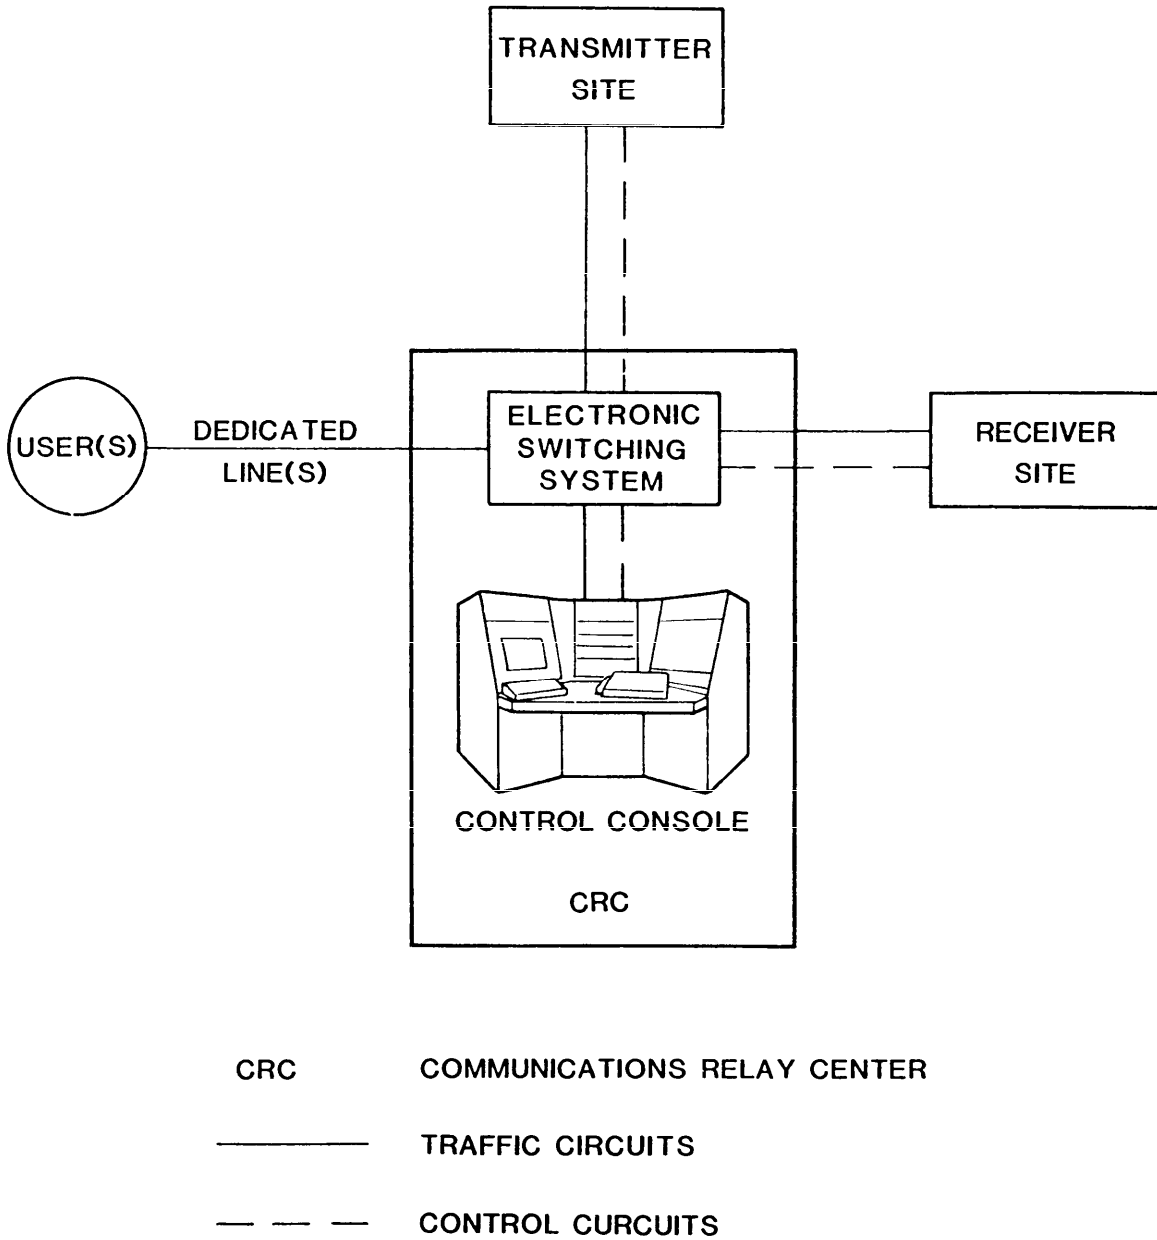 TRANSMITTER
SITE
USER(S)
DEDICATED
LINE(S)
ELECTRONIC
SWITCHING
SYSTEM
RECEIVER
SITE
CONTROL CONSOLE
CRC
CRC COMMUNICATIONS RELAY CENTER
TRAFFIC CIRCUITS
CONTROL CURCUITS